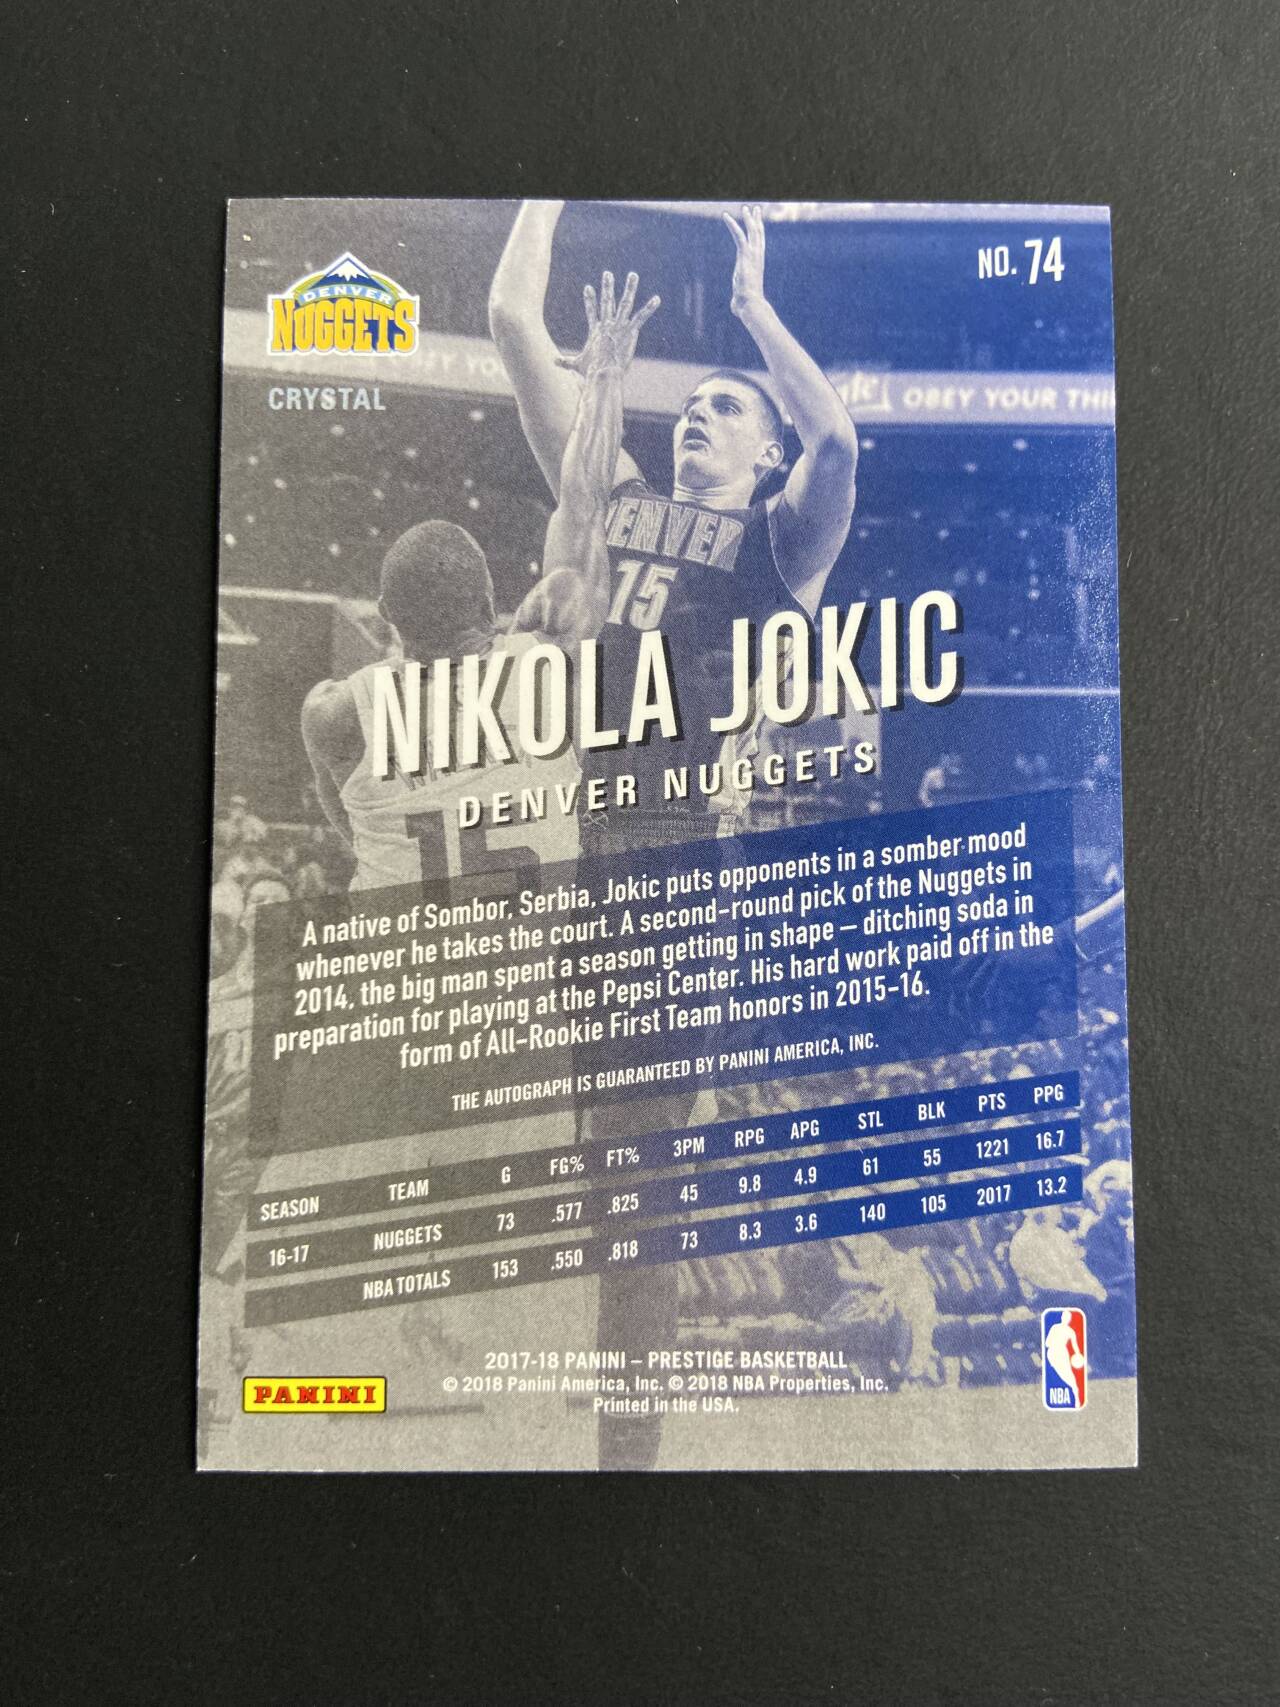 NO. 74
DENVER
NUGGETS
CRYSTAL
OBEY YOUR THI
DENVER
15
NIKOLA JOKIC
DENVER NUGGETS
15
A native of Sombor, Serbia, Jokic puts opponents in a somber mood
whenever he takes the court. A second-round pick of the Nuggets in
2014, the big man spent a season getting in shape – ditching soda in
preparation for playing at the Pepsi Center. His hard work paid off in the
form of All-Rookie First Team honors in 2015-16.
THE AUTOGRAPH IS GUARANTEED BY PANINI AMERICA, INC.
SEASON TEAM G FG% FT% 3PM RPG APG STL BLK PTS PPG
16-17 NUGGETS 73 .577 .825 45 9.8 4.9 61 55 1221 16.7
NBA TOTALS 153 .550 .818 73 8.3 3.6 140 105 2017 13.2
2017-18 PANINI – PRESTIGE BASKETBALL
© 2018 Panini America, Inc. © 2018 NBA Properties, Inc.
Printed in the USA.
PANINI
NBA